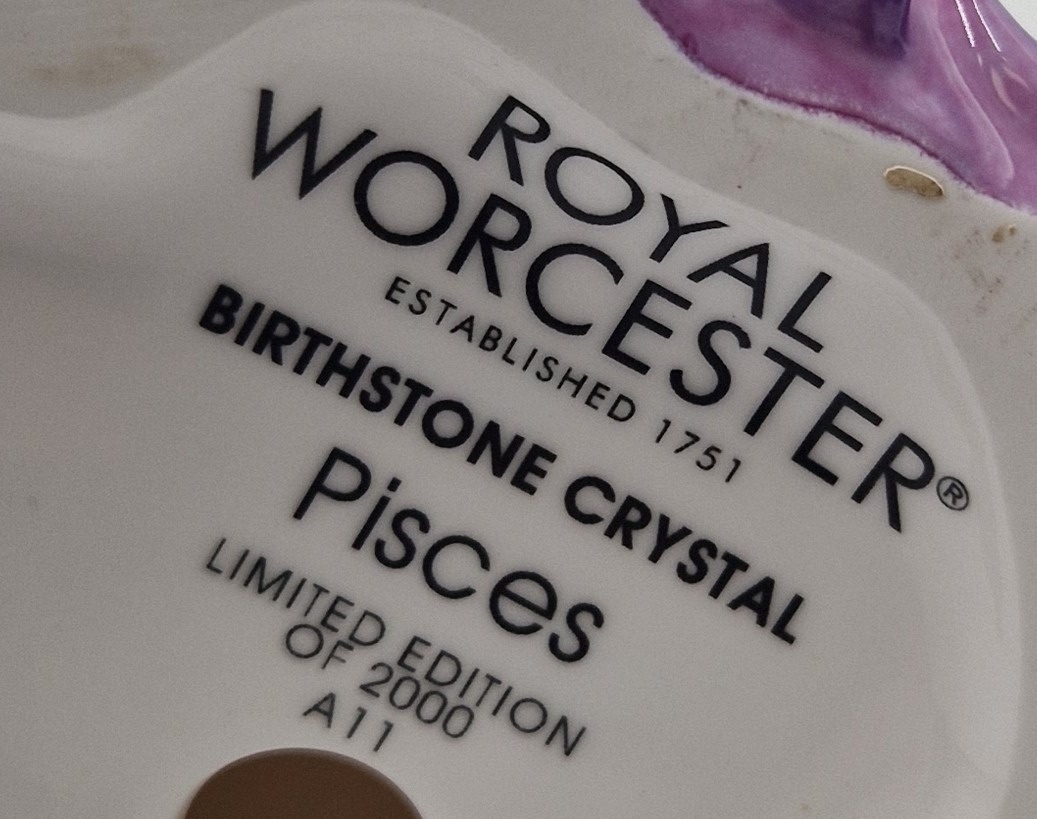 ROYAL
WORCESTER®
ESTABLISHED 1751
BIRTHSTONE CRYSTAL
Pisces
LIMITED EDITION
OF 2000
A11